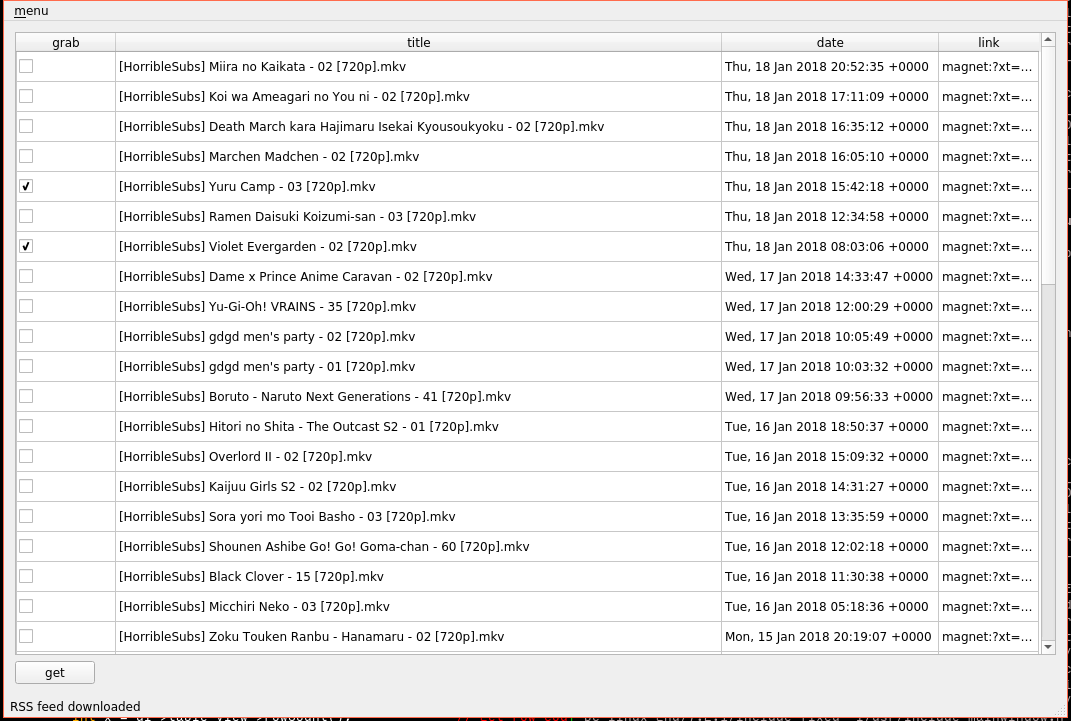 menu
grab title date link
[HorribleSubs] Miira no Kaikata - 02 [720p].mkv Thu, 18 Jan 2018 20:52:35 +0000 magnet:?xt=...
[HorribleSubs] Koi wa Ameagari no You ni - 02 [720p].mkv Thu, 18 Jan 2018 17:11:09 +0000 magnet:?xt=...
[HorribleSubs] Death March kara Hajimaru Isekai Kyousoukyoku - 02 [720p].mkv Thu, 18 Jan 2018 16:35:12 +0000 magnet:?xt=...
[HorribleSubs] Marchen Madchen - 02 [720p].mkv Thu, 18 Jan 2018 16:05:10 +0000 magnet:?xt=...
[HorribleSubs] Yuru Camp - 03 [720p].mkv Thu, 18 Jan 2018 15:42:18 +0000 magnet:?xt=...
[HorribleSubs] Ramen Daisuki Koizumi-san - 03 [720p].mkv Thu, 18 Jan 2018 12:34:58 +0000 magnet:?xt=...
[HorribleSubs] Violet Evergarden - 02 [720p].mkv Thu, 18 Jan 2018 08:03:06 +0000 magnet:?xt=...
[HorribleSubs] Dame x Prince Anime Caravan - 02 [720p].mkv Wed, 17 Jan 2018 14:33:47 +0000 magnet:?xt=...
[HorribleSubs] Yu-Gi-Oh! VRAINS - 35 [720p].mkv Wed, 17 Jan 2018 12:00:29 +0000 magnet:?xt=...
[HorribleSubs] gdgd men's party - 02 [720p].mkv Wed, 17 Jan 2018 10:05:49 +0000 magnet:?xt=...
[HorribleSubs] gdgd men's party - 01 [720p].mkv Wed, 17 Jan 2018 10:03:32 +0000 magnet:?xt=...
[HorribleSubs] Boruto - Naruto Next Generations - 41 [720p].mkv Wed, 17 Jan 2018 09:56:33 +0000 magnet:?xt=...
[HorribleSubs] Hitori no Shita - The Outcast S2 - 01 [720p].mkv Tue, 16 Jan 2018 18:50:37 +0000 magnet:?xt=...
[HorribleSubs] Overlord II - 02 [720p].mkv Tue, 16 Jan 2018 15:09:32 +0000 magnet:?xt=...
[HorribleSubs] Kaijuu Girls S2 - 02 [720p].mkv Tue, 16 Jan 2018 14:31:27 +0000 magnet:?xt=...
[HorribleSubs] Sora yori mo Tooi Basho - 03 [720p].mkv Tue, 16 Jan 2018 13:35:59 +0000 magnet:?xt=...
[HorribleSubs] Shounen Ashibe Go! Go! Goma-chan - 60 [720p].mkv Tue, 16 Jan 2018 12:02:18 +0000 magnet:?xt=...
[HorribleSubs] Black Clover - 15 [720p].mkv Tue, 16 Jan 2018 11:30:38 +0000 magnet:?xt=...
[HorribleSubs] Micchiri Neko - 03 [720p].mkv Tue, 16 Jan 2018 05:18:36 +0000 magnet:?xt=...
[HorribleSubs] Zoku Touken Ranbu - Hanamaru - 02 [720p].mkv Mon, 15 Jan 2018 20:19:07 +0000 magnet:?xt=...
get
RSS feed downloaded